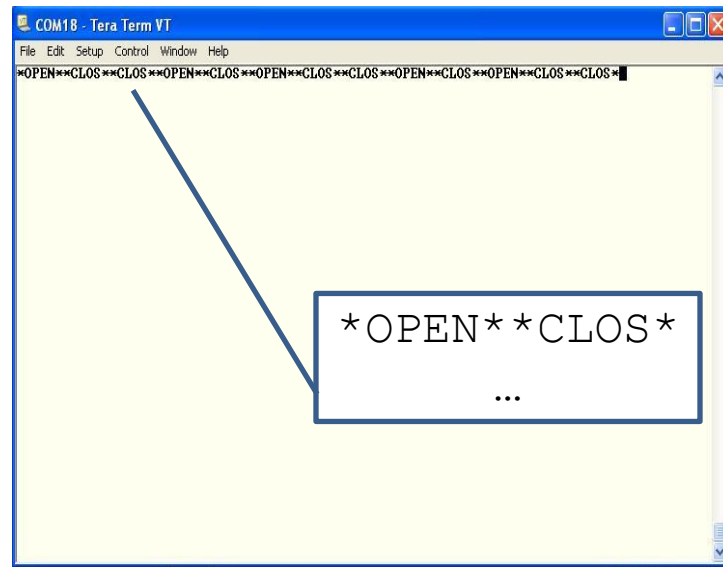 COM18 - Tera Term VT
File Edit Setup Control Window Help
*OPEN**CLOS**CLOS**OPEN**CLOS**OPEN**CLOS**CLOS**OPEN**CLOS**OPEN**CLOS**CLOS*
*OPEN**CLOS*
...